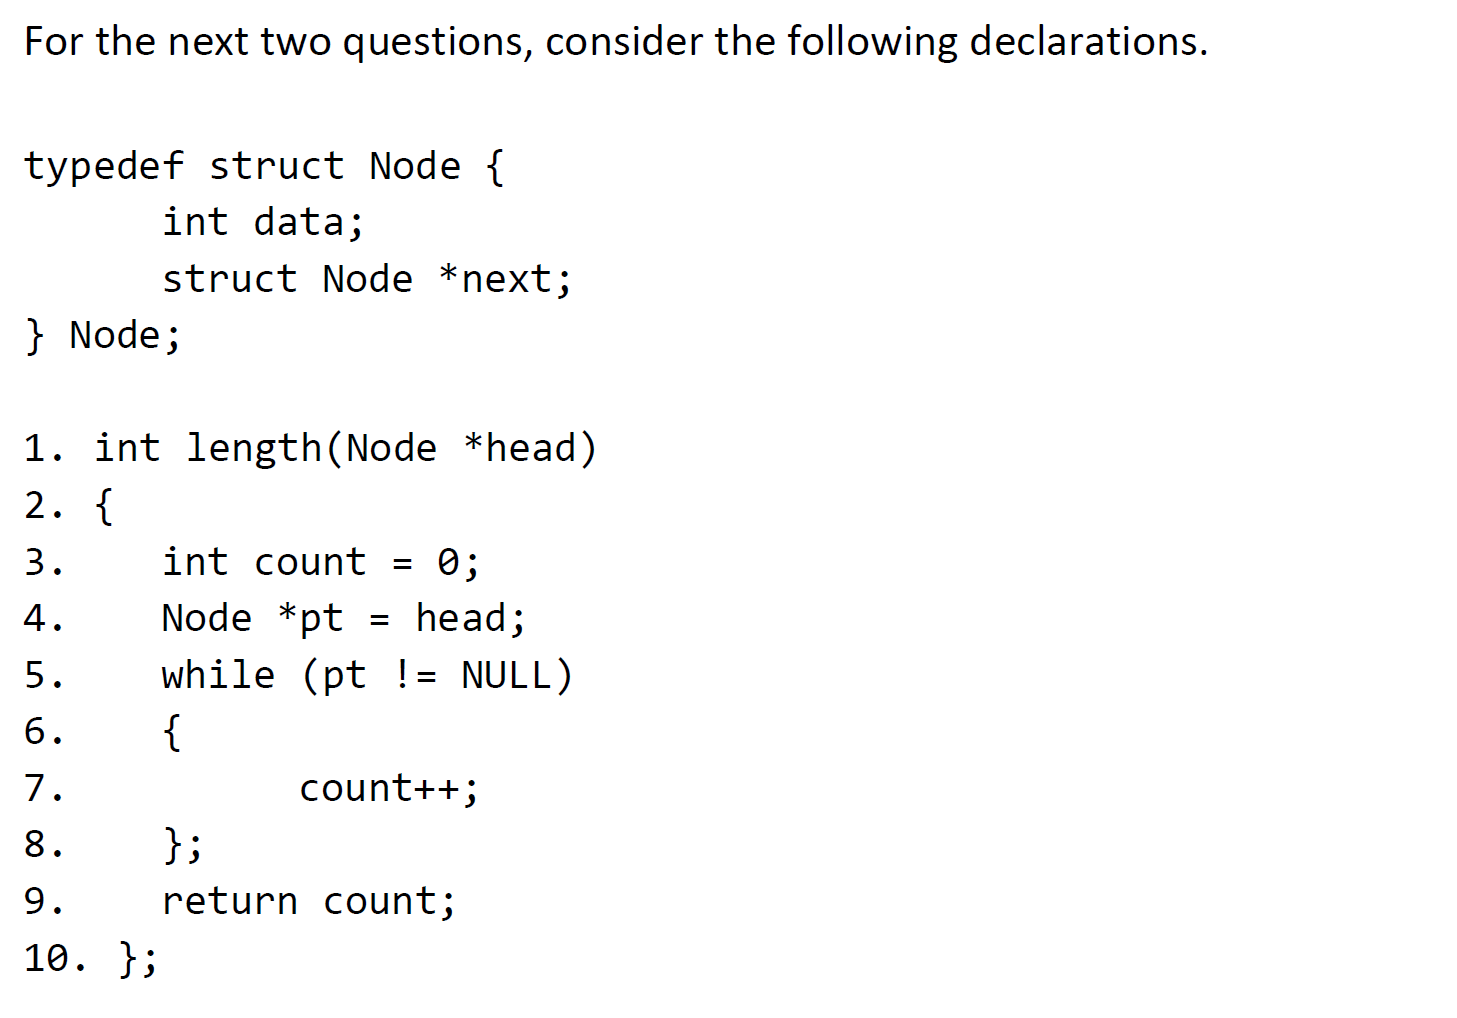 For the next two questions, consider the following declarations.
typedef struct Node {
      int data;
      struct Node *next;
} Node;
1. int length(Node *head)
2. {
3.    int count = 0;
4.    Node *pt = head;
5.    while (pt != NULL)
6.    {
7.          count++;
8.    };
9.    return count;
10. };